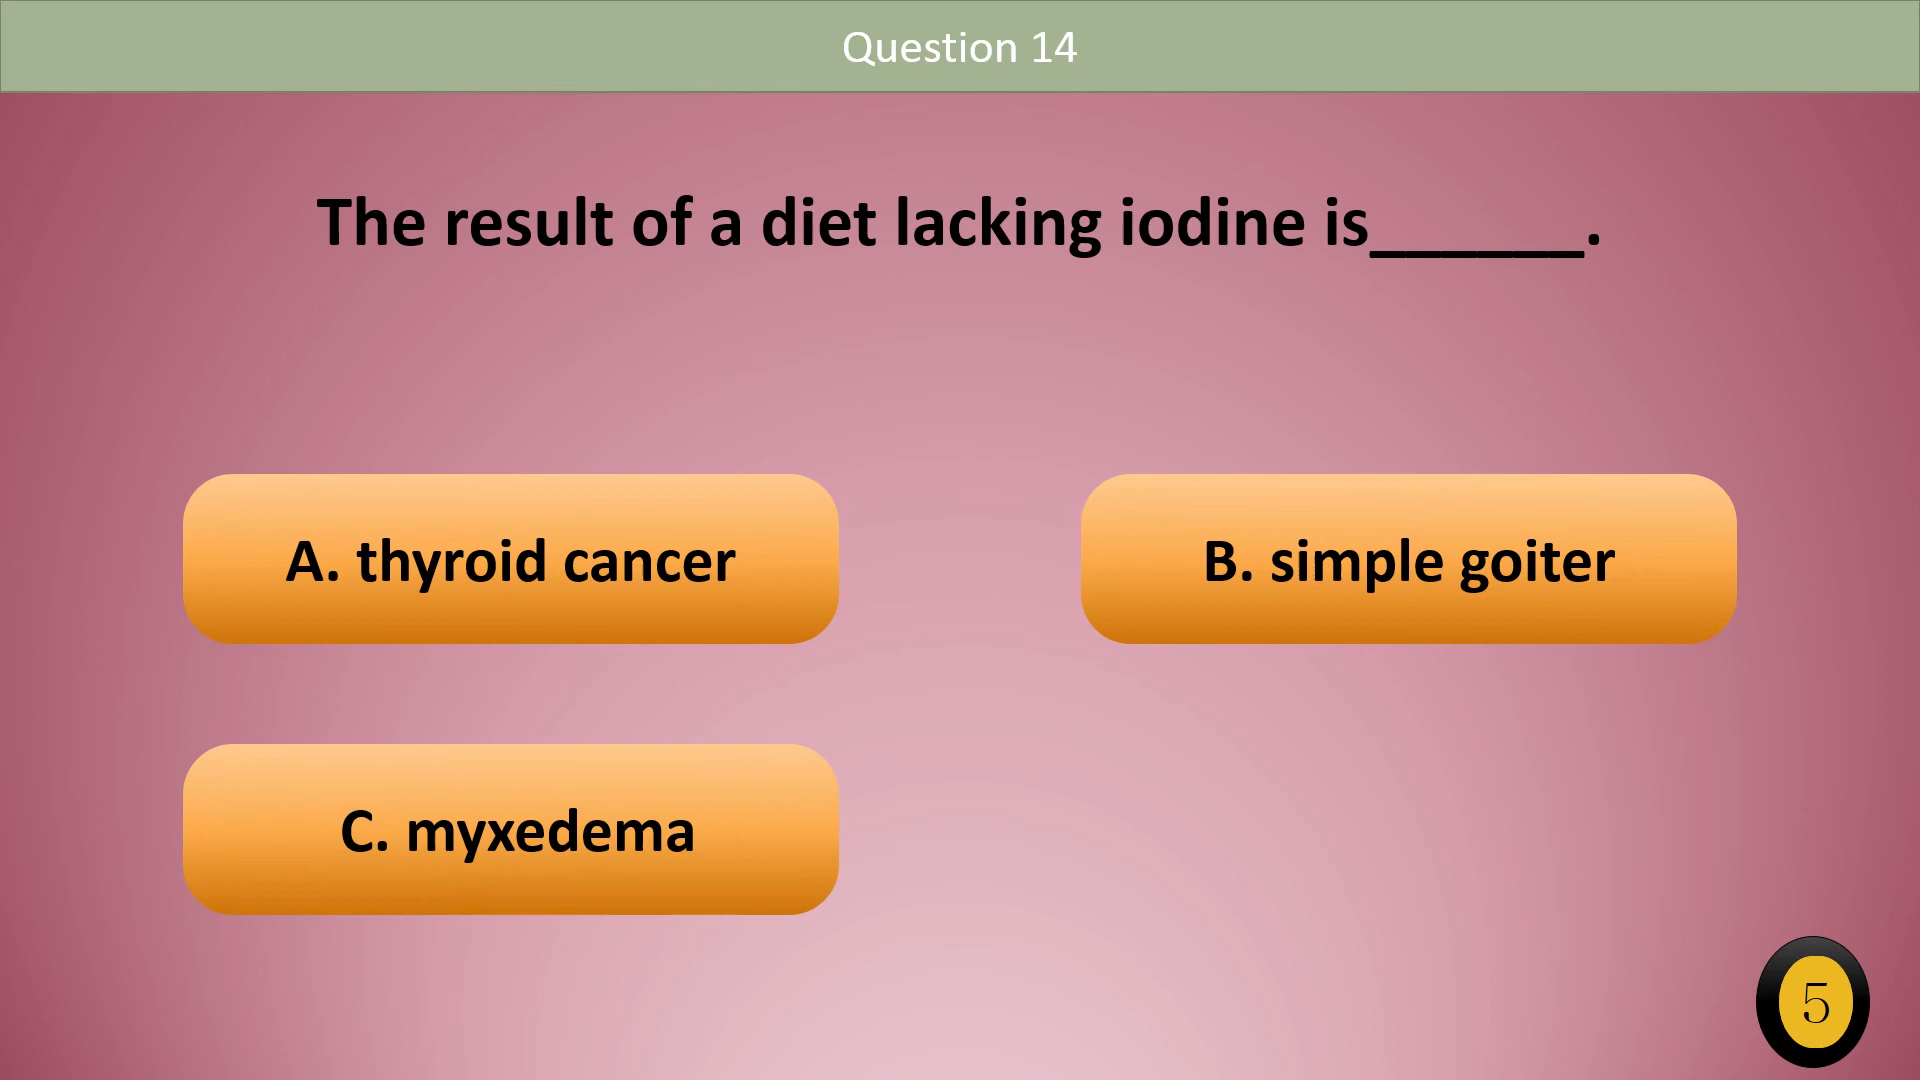 Question 14
The result of a diet lacking iodine is______.
A. thyroid cancer
B. simple goiter
C. myxedema
5